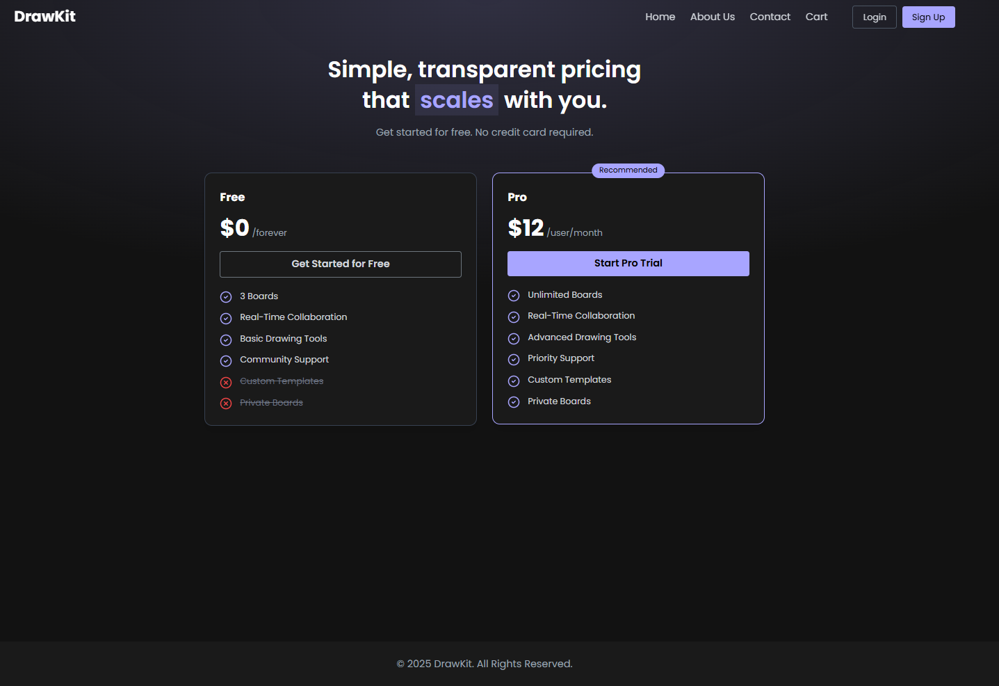 DrawKit
Home About Us Contact Cart Login Sign Up
Simple, transparent pricing
that scales with you.
Get started for free. No credit card required.
Free
$0 /forever
Get Started for Free
3 Boards
Real-Time Collaboration
Basic Drawing Tools
Community Support
Custom Templates
Private Boards
Recommended
Pro
$12 /user/month
Start Pro Trial
Unlimited Boards
Real-Time Collaboration
Advanced Drawing Tools
Priority Support
Custom Templates
Private Boards
© 2025 DrawKit. All Rights Reserved.